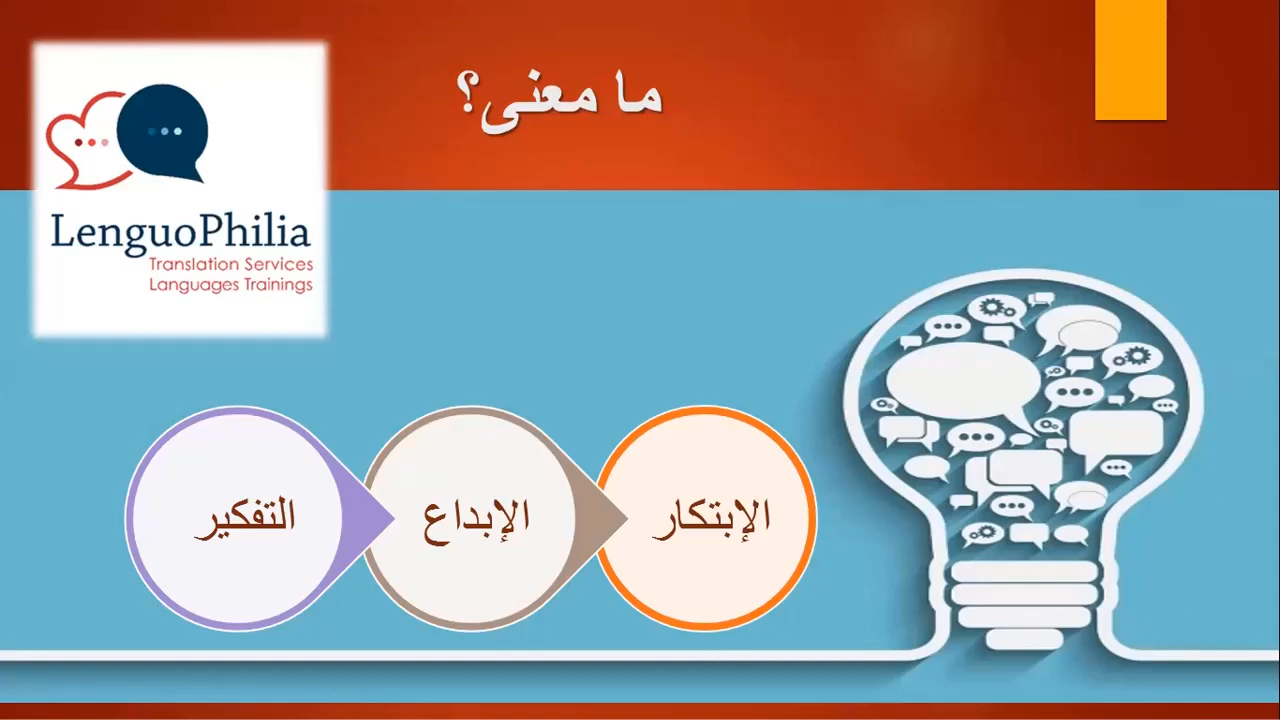 ما معنى؟
LenguoPhilia
Translation Services
Languages Trainings
التفكير
الإبداع
الإبتكار